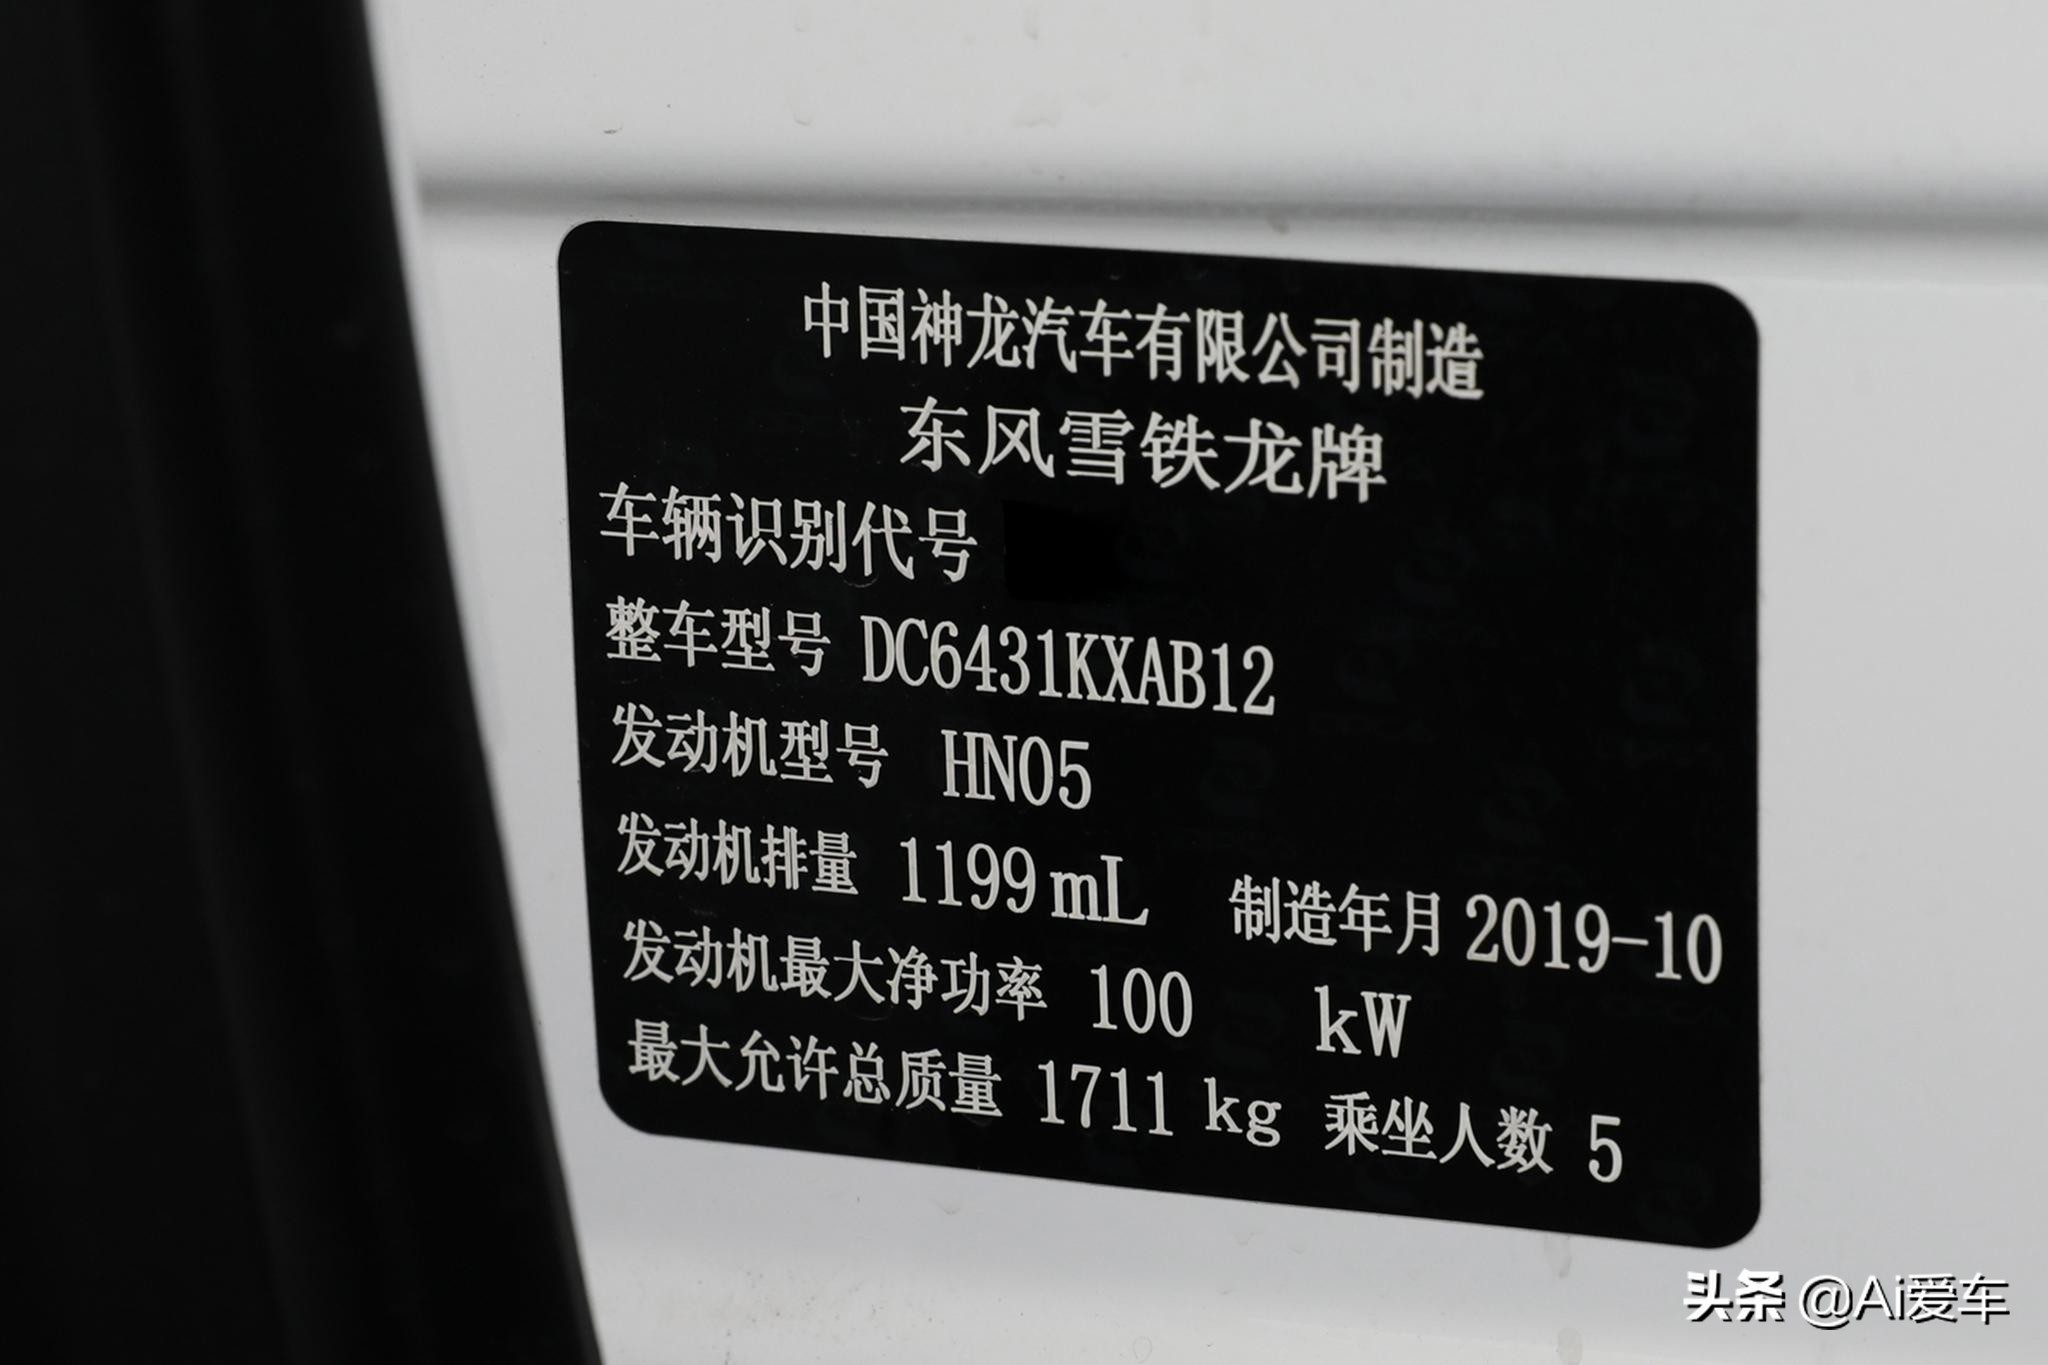 中国神龙汽车有限公司制造
东风雪铁龙牌
车辆识别代号
整车型号 DC6431KXAB12
发动机型号 HN05
发动机排量 1199mL 制造年月 2019-10
发动机最大净功率 100 kW
最大允许总质量 1711 kg 乘坐人数 5
头条 @Ai爱车